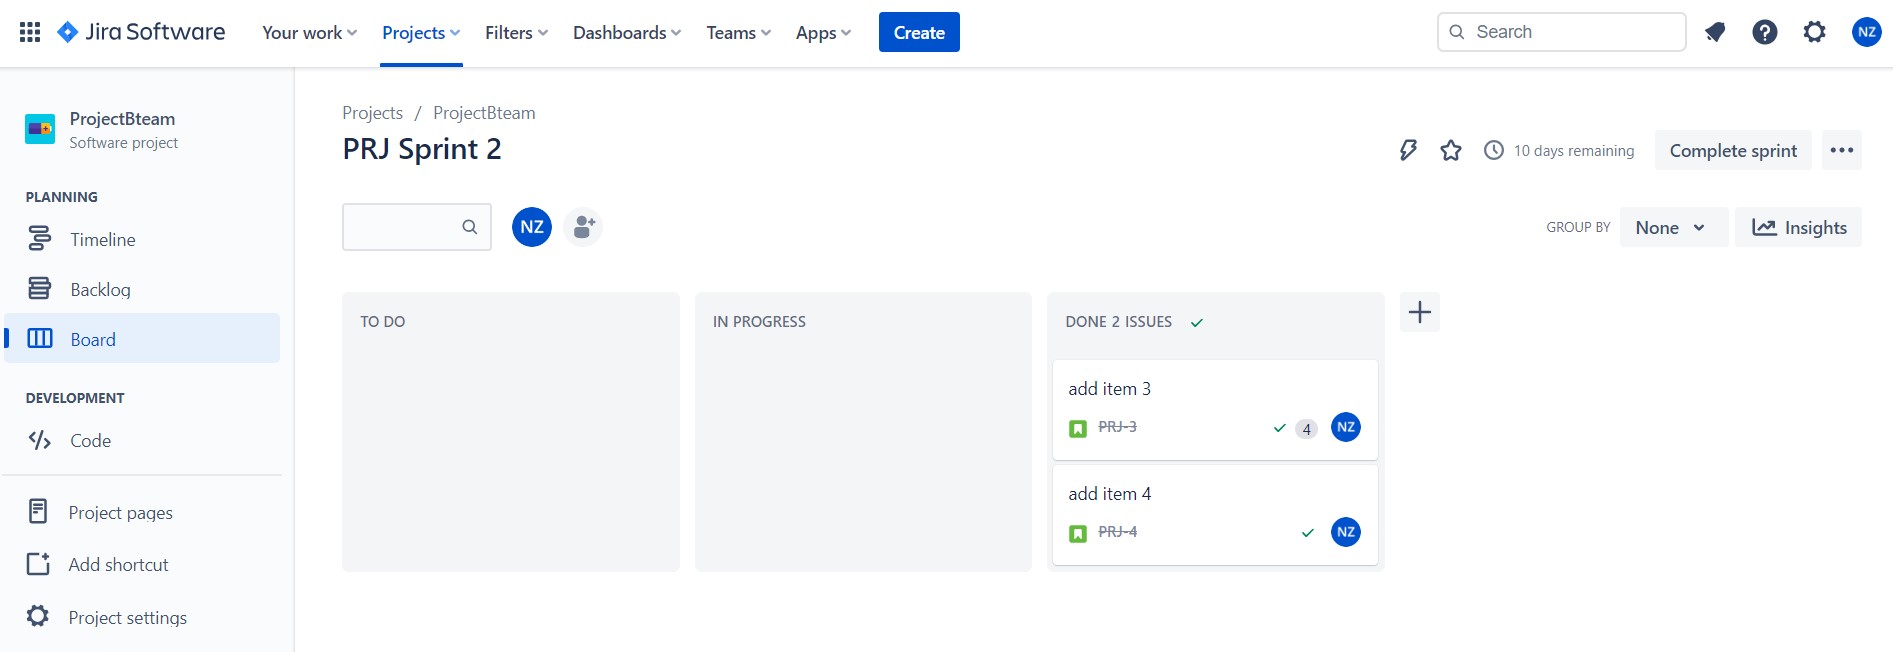 Jira Software Your work Projects Filters Dashboards Teams Apps Create Search NZ
ProjectBteam
Software project
PLANNING
Timeline
Backlog
Board
DEVELOPMENT
Code
Project pages
Add shortcut
Project settings
Projects / ProjectBteam
PRJ Sprint 2
10 days remaining Complete sprint
NZ
GROUP BY None Insights
TO DO
IN PROGRESS
DONE 2 ISSUES
add item 3
PRJ-3 4 NZ
add item 4
PRJ-4 NZ